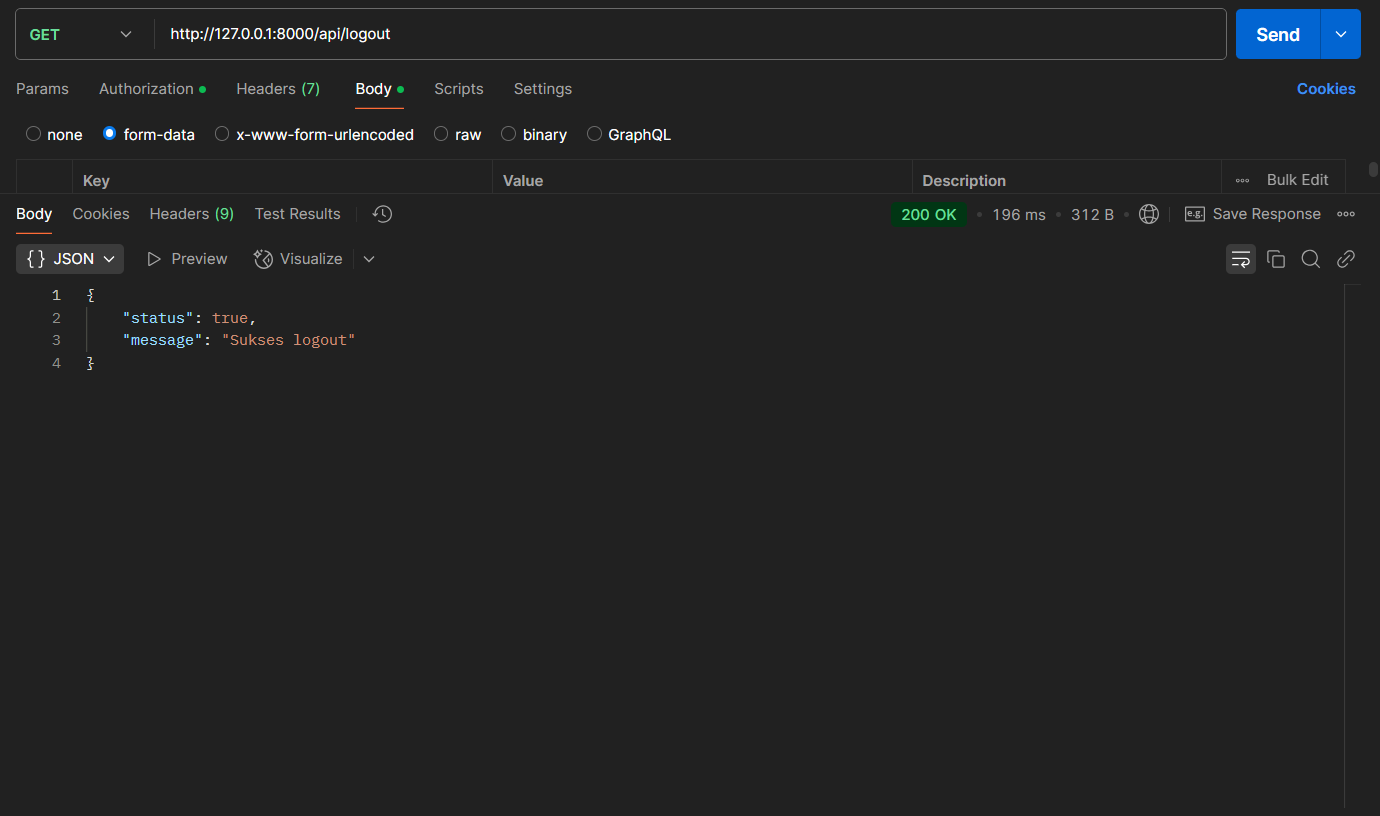 GET http://127.0.0.1:8000/api/logout Send
Params Authorization Headers (7) Body Scripts Settings Cookies
none form-data x-www-form-urlencoded raw binary GraphQL
Key Value Description Bulk Edit
Body Cookies Headers (9) Test Results 200 OK 196 ms 312 B e.g. Save Response
{} JSON Preview Visualize
1 {
2 "status": true,
3 "message": "Sukses logout"
4 }